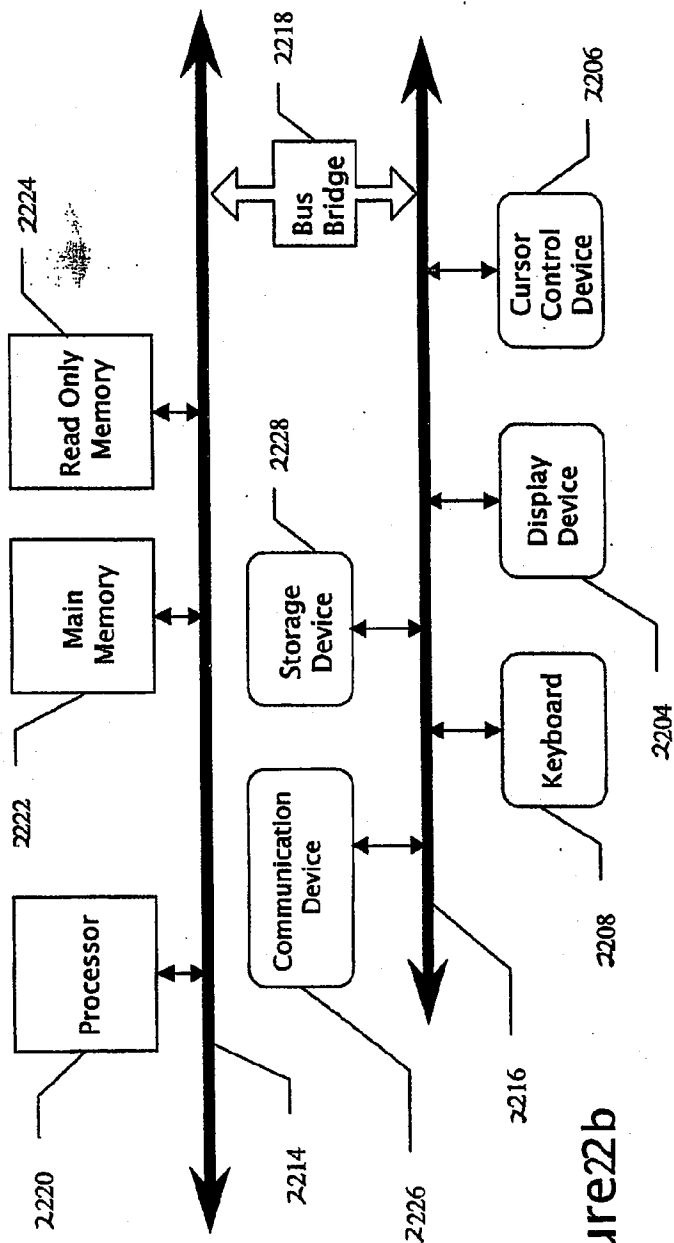 2220
2222
2224
Processor
Main
Memory
Read Only
Memory
2214
2218
Bus
Bridge
2226
Communication
Device
Storage
Device
2228
2216
2208
Keyboard
2204
Display
Device
Cursor
Control
Device
2206
ure22b